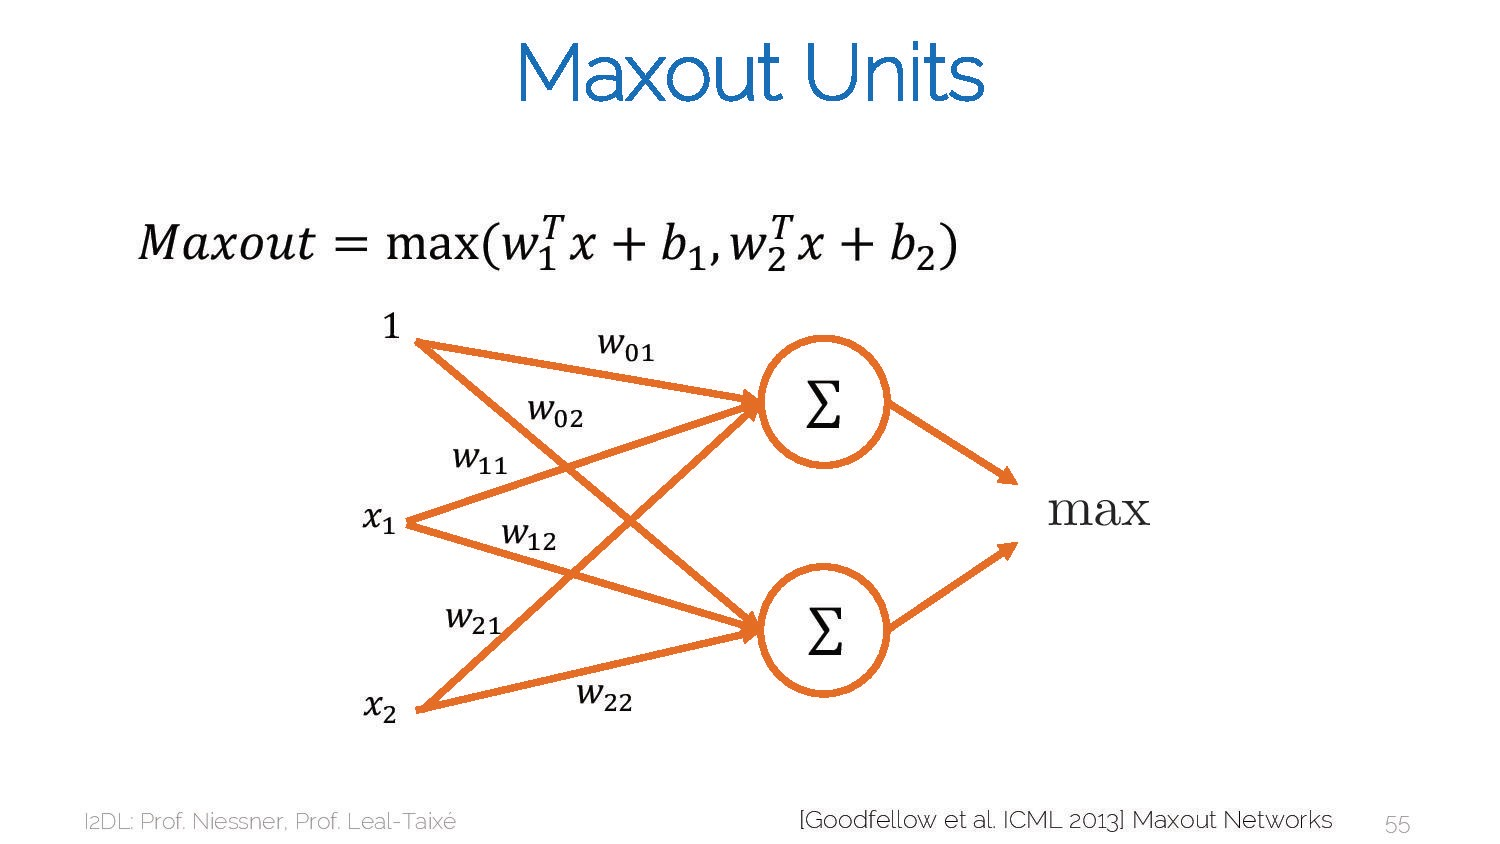 Maxout Units
Maxout = max(w₁ᵀx + b₁, w₂ᵀx + b₂)
1
w₀₁
w₀₂
w₁₁
∑
x₁
w₁₂
max
w₂₁
∑
w₂₂
x₂
I2DL: Prof. Niessner, Prof. Leal-Taixé
[Goodfellow et al. ICML 2013] Maxout Networks
55